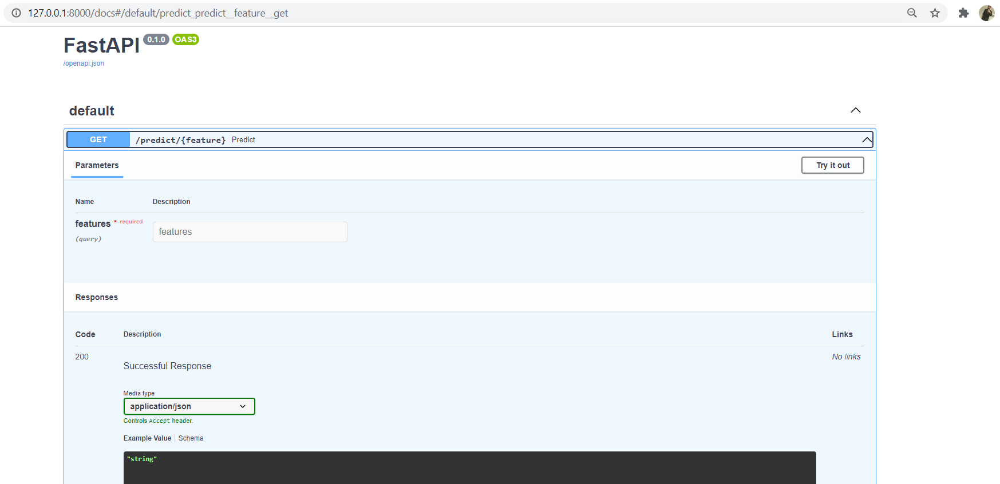 127.0.0.1:8000/docs#/default/predict_predict__feature__get
FastAPI 0.1.0 OAS3
/openapi.json
default
GET /predict/{feature} Predict
Parameters Try it out
Name Description
features * required
(query)
features
Responses
Code Description Links
200 No links
Successful Response
Media type
application/json
Controls Accept header.
Example Value Schema
"string"